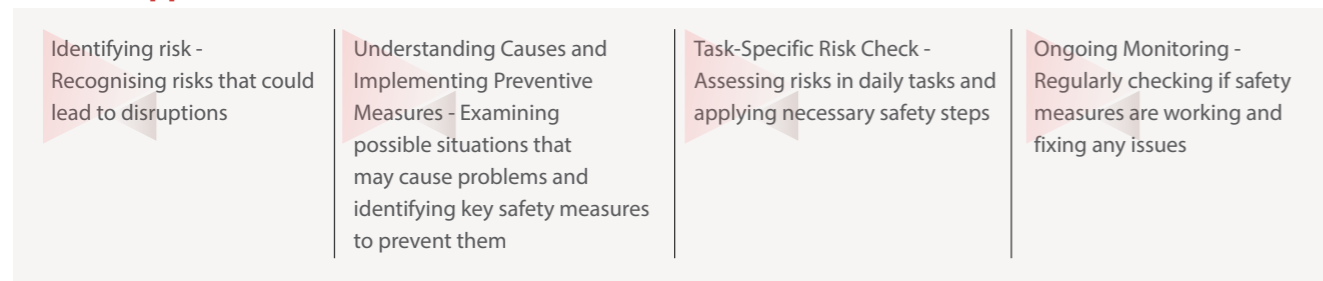 Identifying risk -
Recognising risks that could
lead to disruptions
Understanding Causes and
Implementing Preventive
Measures - Examining
possible situations that
may cause problems and
identifying key safety measures
to prevent them
Task-Specific Risk Check -
Assessing risks in daily tasks and
applying necessary safety steps
Ongoing Monitoring -
Regularly checking if safety
measures are working and
fixing any issues